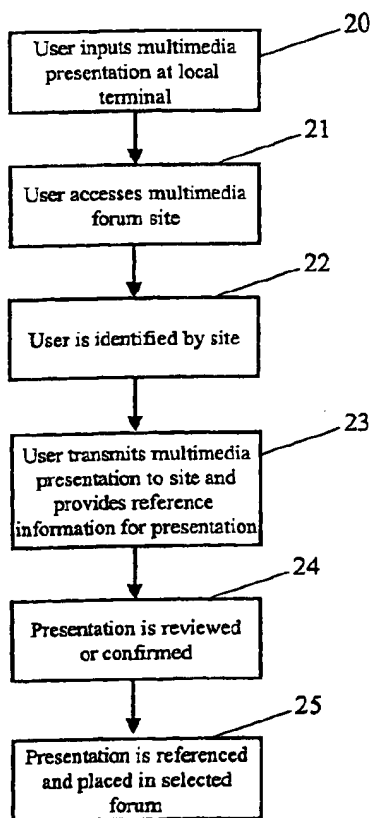 20
User inputs multimedia
presentation at local
terminal
21
User accesses multimedia
forum site
22
User is identified by site
23
User transmits multimedia
presentation to site and
provides reference
information for presentation
24
Presentation is reviewed
or confirmed
25
Presentation is referenced
and placed in selected
forum